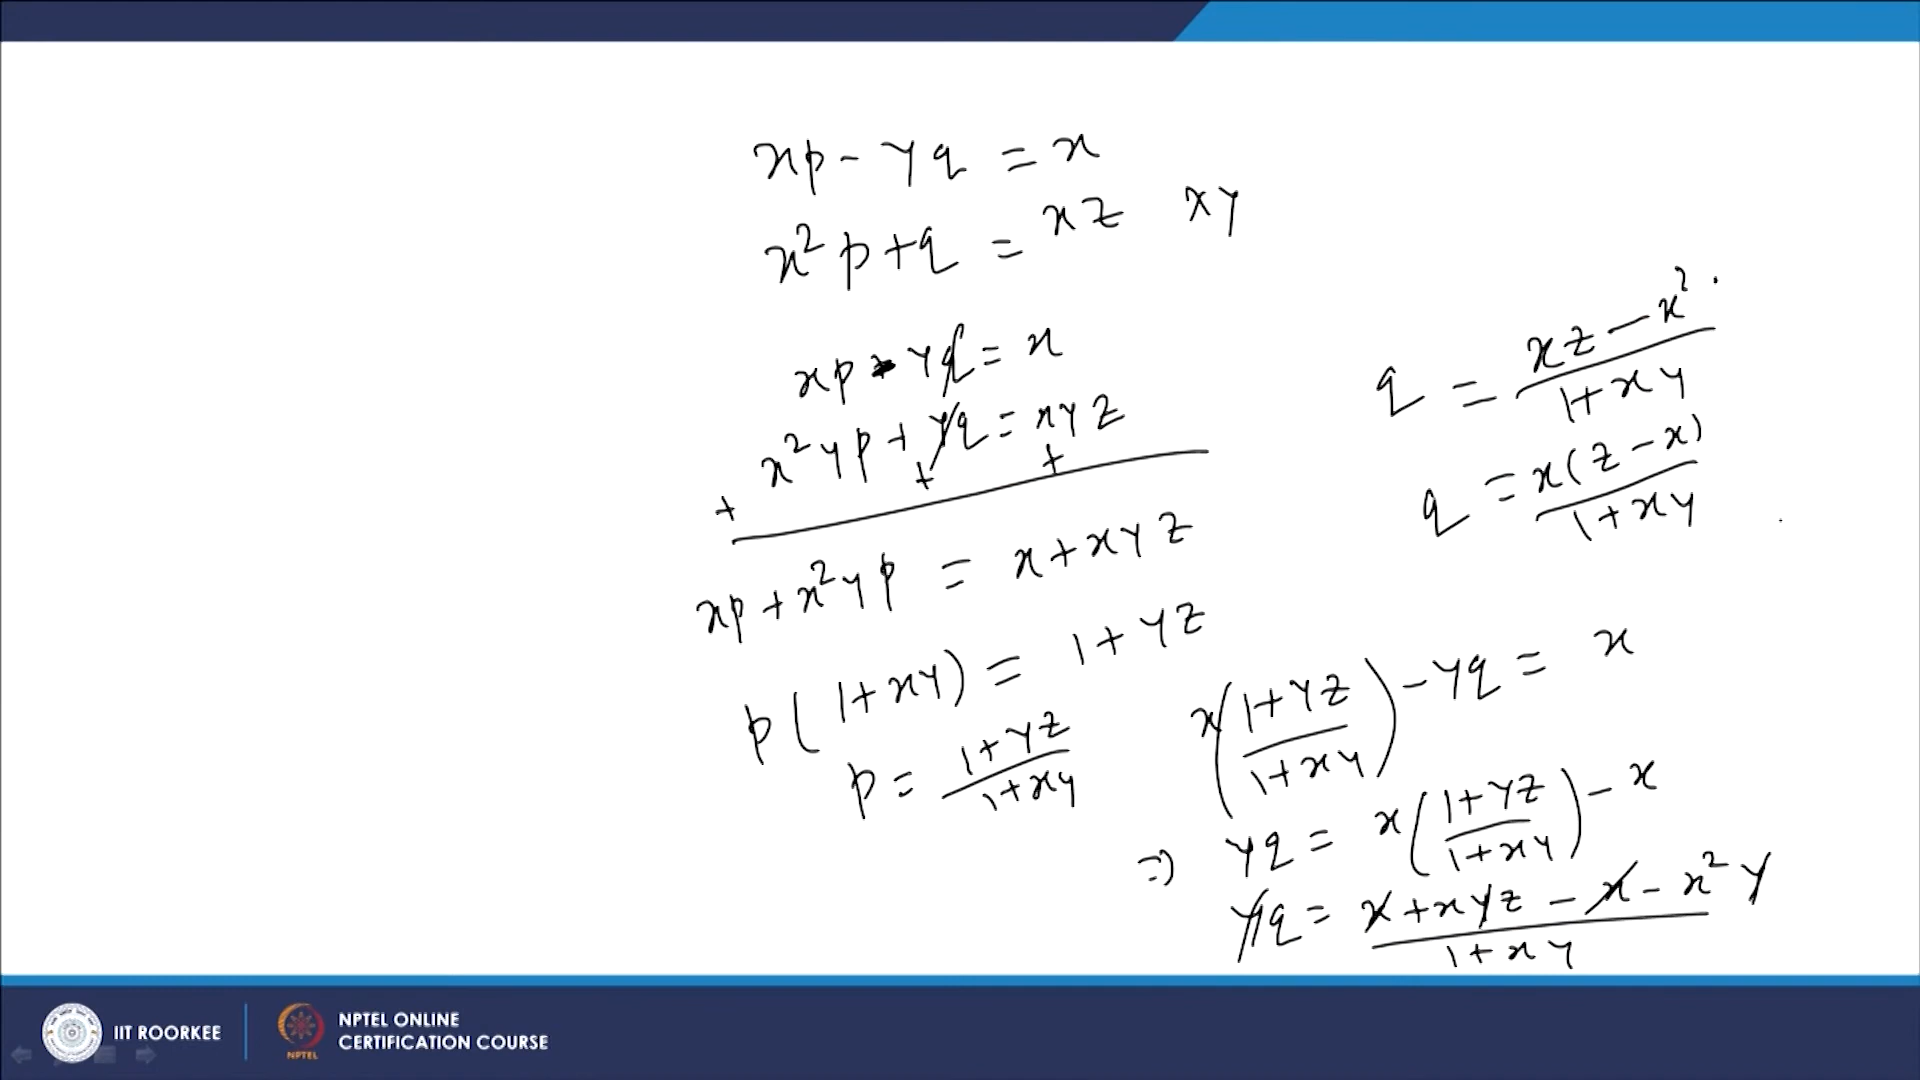 xp - yq = x
x²p + q = xz xy
xp - yq = x
x²yp + yq = xyz
+ + +
xp + x²yp = x + xyz
p(1 + xy) = 1 + yz
p = (1 + yz)/(1 + xy)
x((1 + yz)/(1 + xy)) - yq = x
⇒ yq = x((1 + yz)/(1 + xy)) - x
yq = (x + xyz - x - x²y)/(1 + xy)
q = (xz - x²)/(1 + xy)
q = x(z - x)/(1 + xy)
IIT ROORKEE
NPTEL
NPTEL ONLINE
CERTIFICATION COURSE